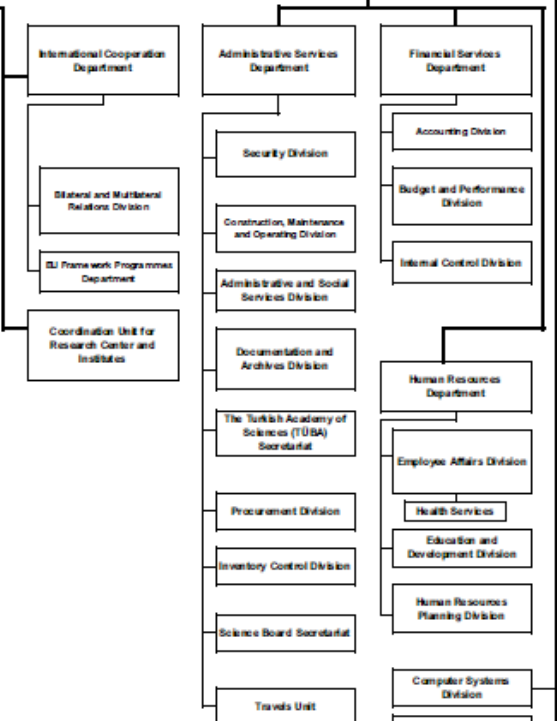 International Cooperation
Department
Bilateral and Multilateral
Relations Division
EU Framework Programmes
Department
Coordination Unit for
Research Center and
Institutes
Administrative Services
Department
Security Division
Construction, Maintenance
and Operating Division
Administrative and Social
Services Division
Documentation and
Archives Division
The Turkish Academy of
Sciences (TÜBA)
Secretariat
Procurement Division
Inventory Control Division
Science Board Secretariat
Travels Unit
Financial Services
Department
Accounting Division
Budget and Performance
Division
Internal Control Division
Human Resources
Department
Employee Affairs Division
Health Services
Education and
Development Division
Human Resources
Planning Division
Computer Systems
Division